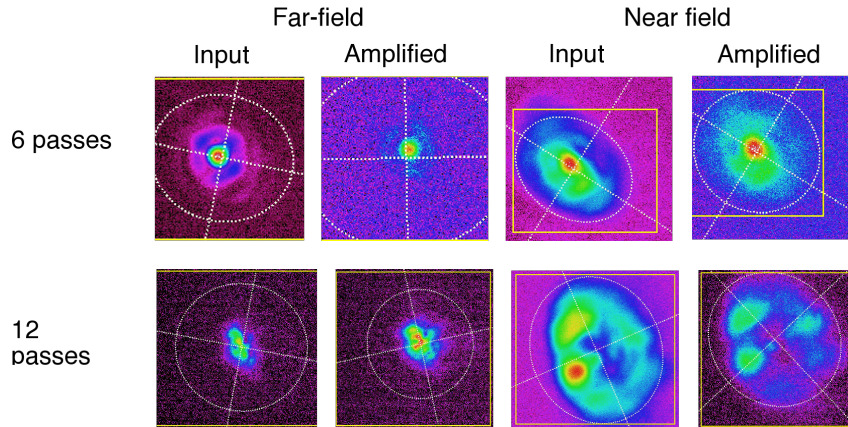 Far-field Near field
Input Amplified Input Amplified
6 passes
12
passes